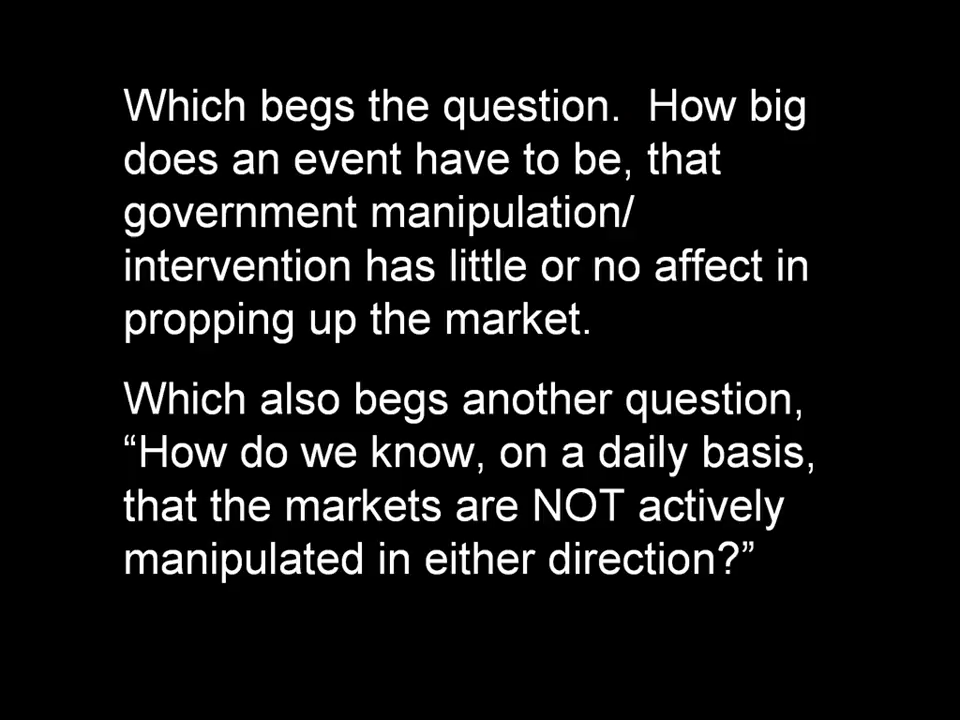 Which begs the question.  How big
does an event have to be, that
government manipulation/
intervention has little or no affect in
propping up the market.
Which also begs another question,
“How do we know, on a daily basis,
that the markets are NOT actively
manipulated in either direction?”